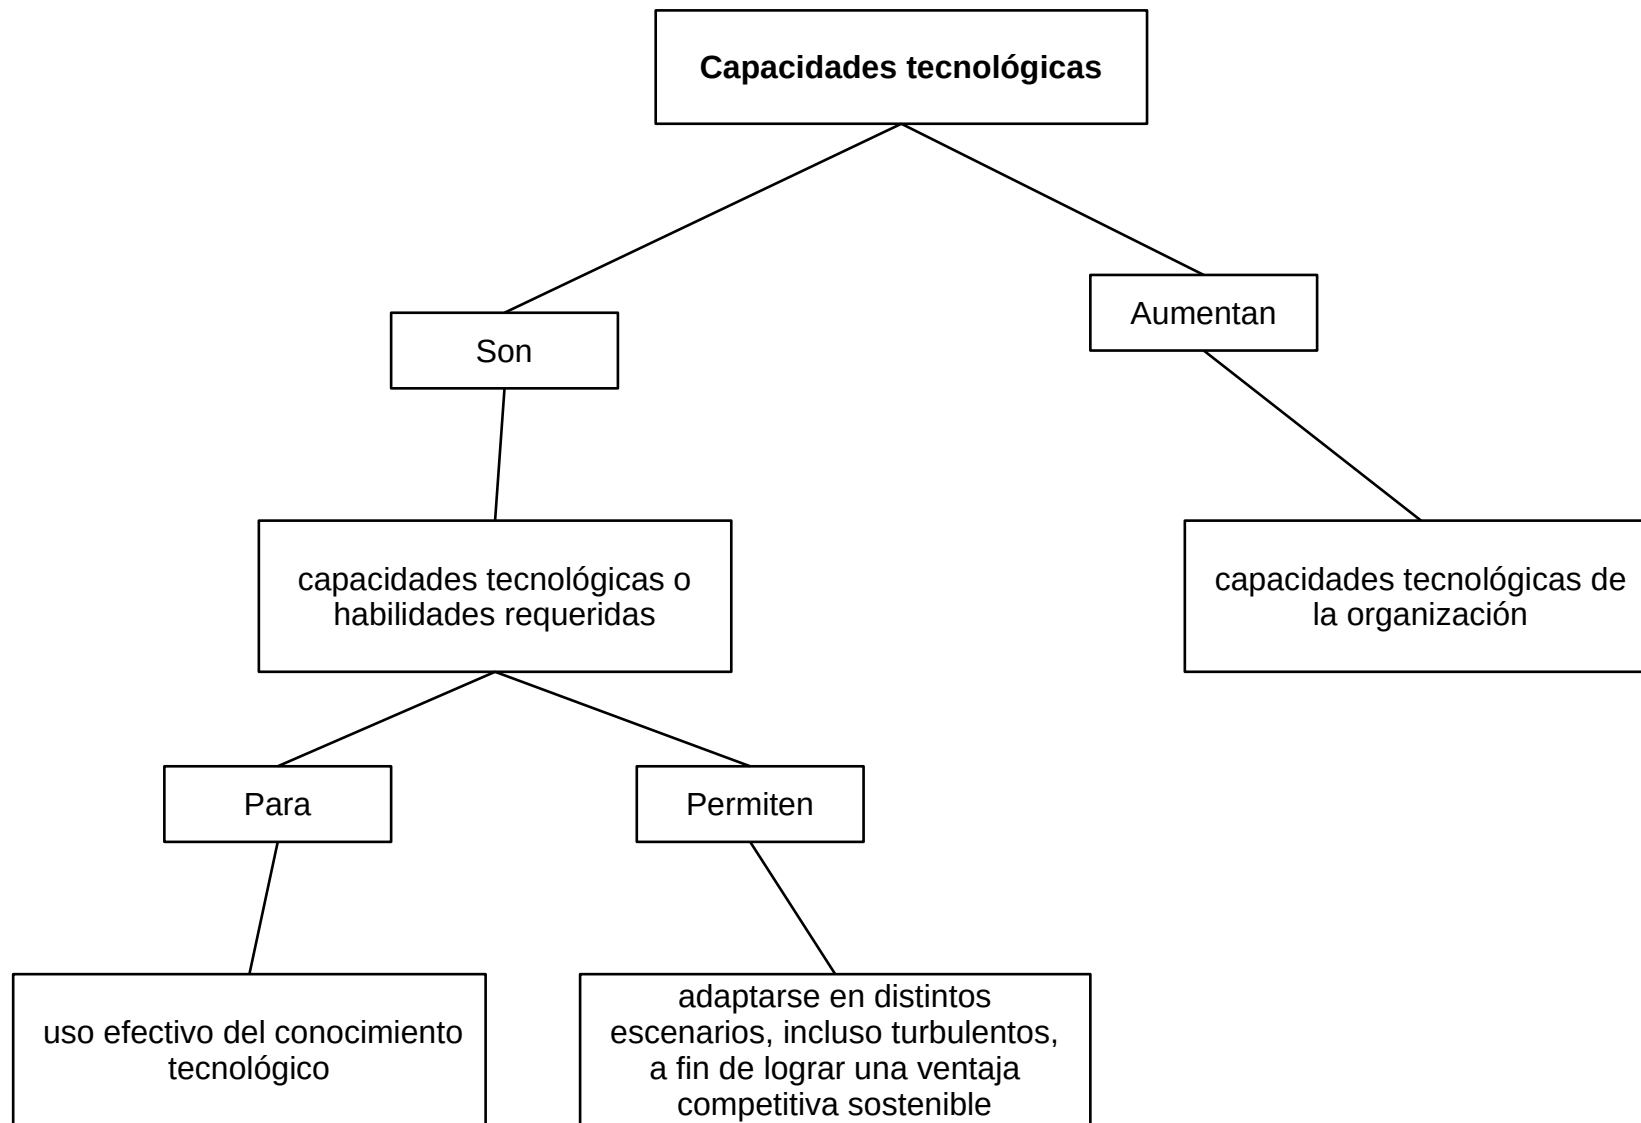 Capacidades tecnológicas
Aumentan
Son
capacidades tecnológicas o
habilidades requeridas
capacidades tecnológicas de
la organización
Para
Permiten
uso efectivo del conocimiento
tecnológico
adaptarse en distintos
escenarios, incluso turbulentos,
a fin de lograr una ventaja
competitiva sostenible